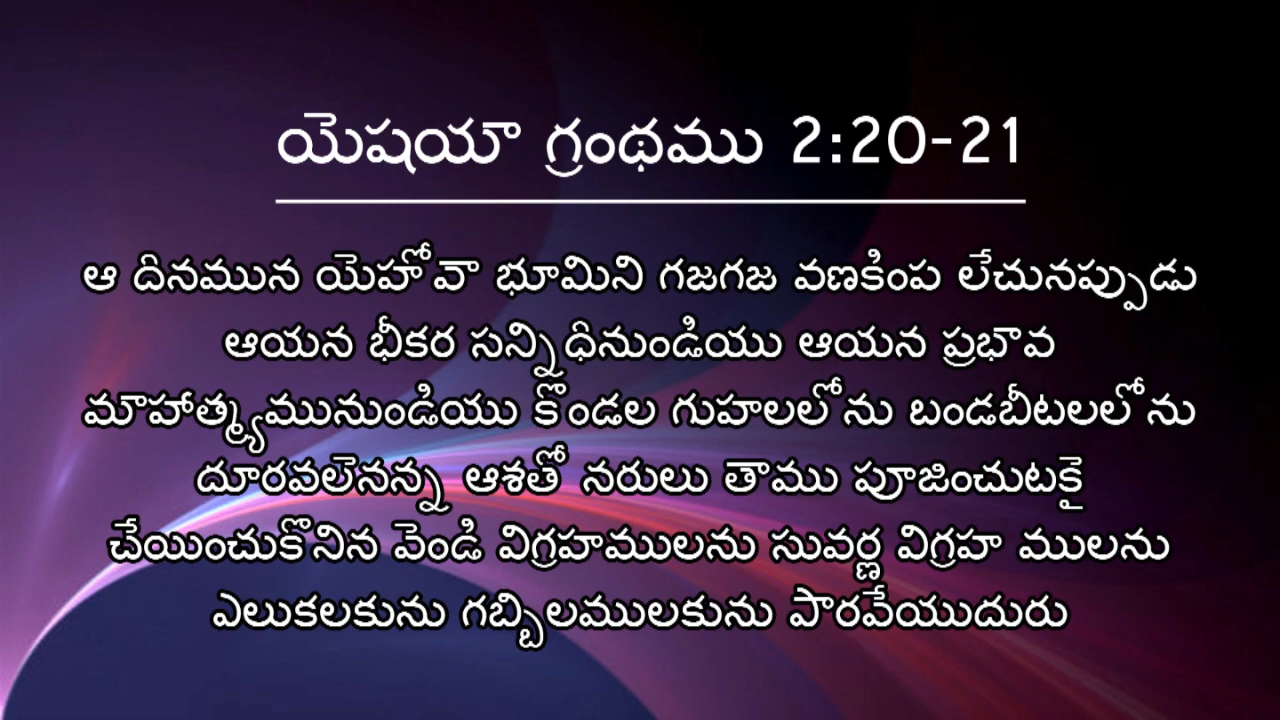 యెషయా గ్రంథము 2:20-21
ఆ దినమున యెహోవా భూమిని గజగజ వణకింప లేచునప్పుడు
ఆయన భీకర సన్నిధినుండియు ఆయన ప్రభావ
మాహాత్మ్యమునుండియు కొండల గుహలలోను బండబీటలలోను
దూరవలెనన్న ఆశతో నరులు తాము పూజించుటకై
చేయించుకొనిన వెండి విగ్రహములను సువర్ణ విగ్రహ ములను
ఎలుకలకును గబ్బిలములకును పారవేయుదురు